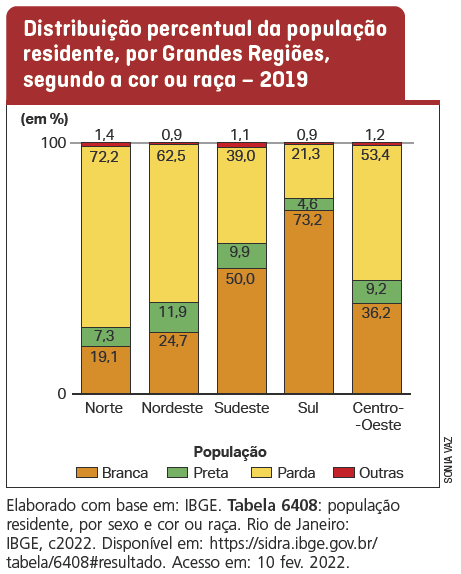 Distribuição percentual da população
residente, por Grandes Regiões,
segundo a cor ou raça – 2019
(em %)
1,4 0,9 1,1 0,9 1,2
100
72,2 62,5 39,0 21,3 53,4
4,6
73,2
9,9
50,0
9,2
11,9
36,2
7,3
24,7
19,1
0
Norte Nordeste Sudeste Sul Centro-
-Oeste
População
Branca Preta Parda Outras
SONIA VAZ
Elaborado com base em: IBGE. Tabela 6408: população
residente, por sexo e cor ou raça. Rio de Janeiro:
IBGE, c2022. Disponível em: https://sidra.ibge.gov.br/
tabela/6408#resultado. Acesso em: 10 fev. 2022.